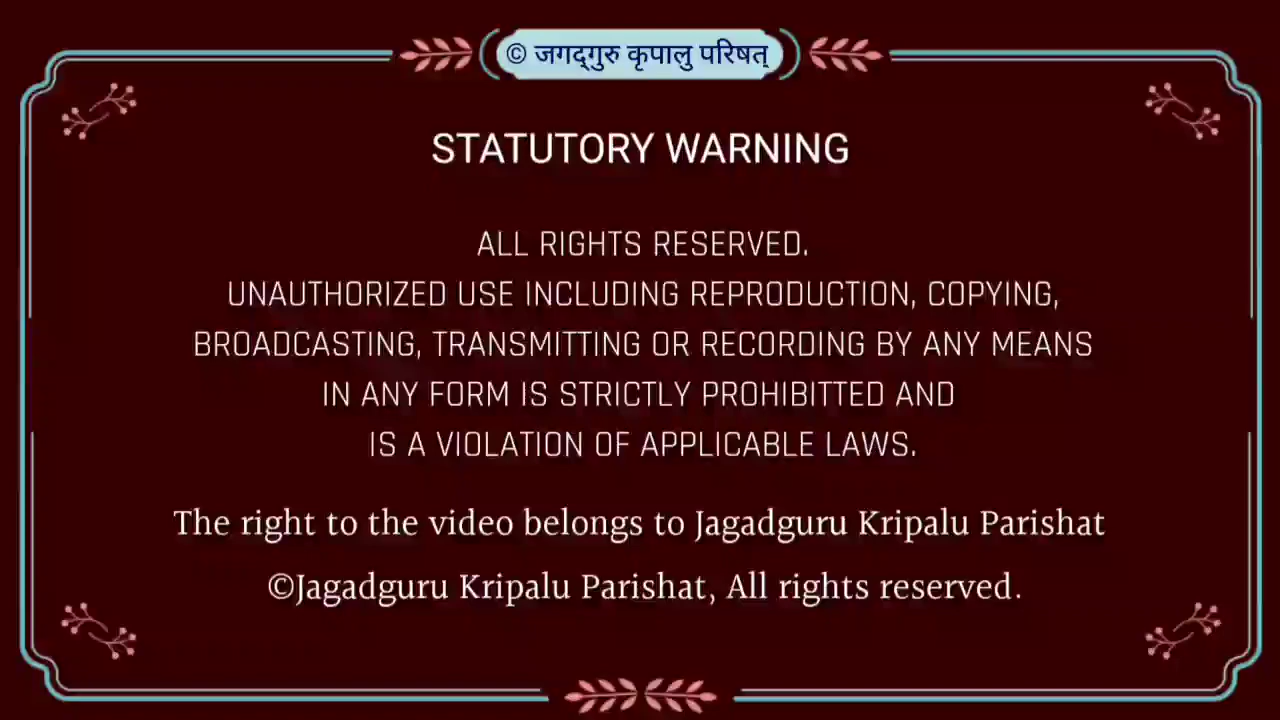 © जगद्गुरु कृपालु परिषत्
STATUTORY WARNING
ALL RIGHTS RESERVED.
UNAUTHORIZED USE INCLUDING REPRODUCTION, COPYING,
BROADCASTING, TRANSMITTING OR RECORDING BY ANY MEANS
IN ANY FORM IS STRICTLY PROHIBITTED AND
IS A VIOLATION OF APPLICABLE LAWS.
The right to the video belongs to Jagadguru Kripalu Parishat
©Jagadguru Kripalu Parishat, All rights reserved.